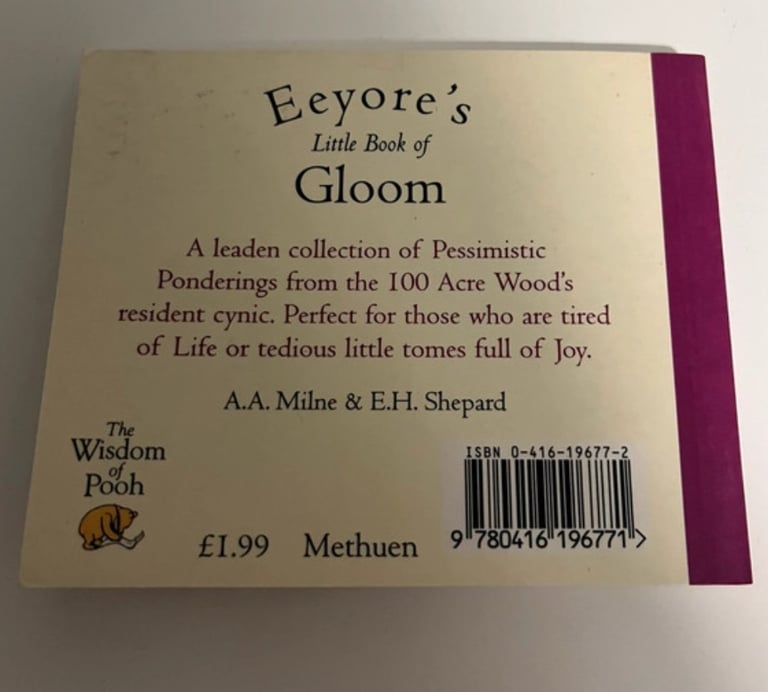 Eeyore's
Little Book of
Gloom
A leaden collection of Pessimistic
Ponderings from the 100 Acre Wood's
resident cynic. Perfect for those who are tired
of Life or tedious little tomes full of Joy.
A.A. Milne & E.H. Shepard
The
Wisdom
of
Pooh
£1.99 Methuen
ISBN 0-416-19677-2
9 780416 196771 >